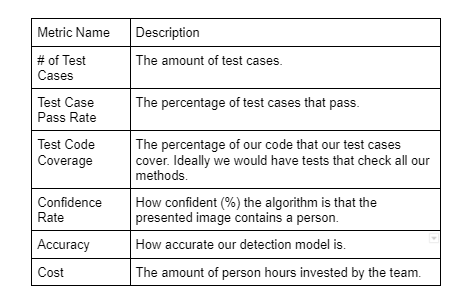 Metric Name Description
# of Test Cases The amount of test cases.
Test Case Pass Rate The percentage of test cases that pass.
Test Code Coverage The percentage of our code that our test cases
cover. Ideally we would have tests that check all our
methods.
Confidence Rate How confident (%) the algorithm is that the
presented image contains a person.
Accuracy How accurate our detection model is.
Cost The amount of person hours invested by the team.